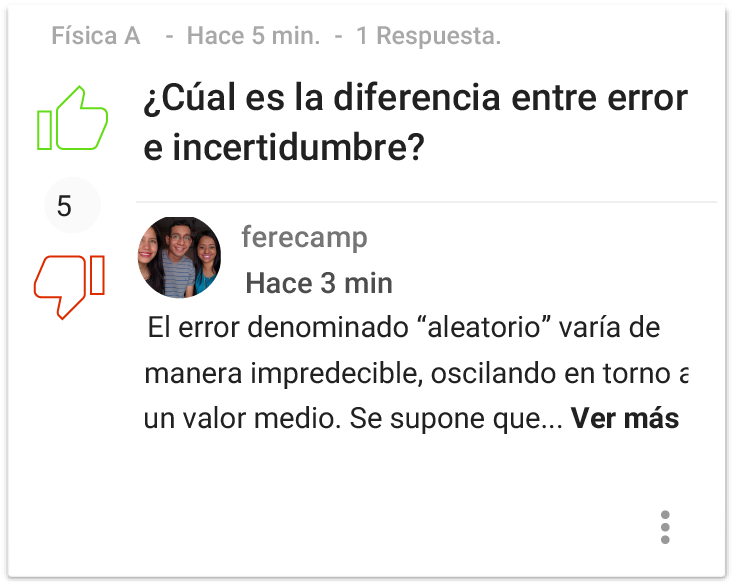 Física A - Hace 5 min. - 1 Respuesta.
¿Cúal es la diferencia entre error
e incertidumbre?
5
ferecamp
Hace 3 min
El error denominado “aleatorio” varía de
manera impredecible, oscilando en torno a
un valor medio. Se supone que... Ver más